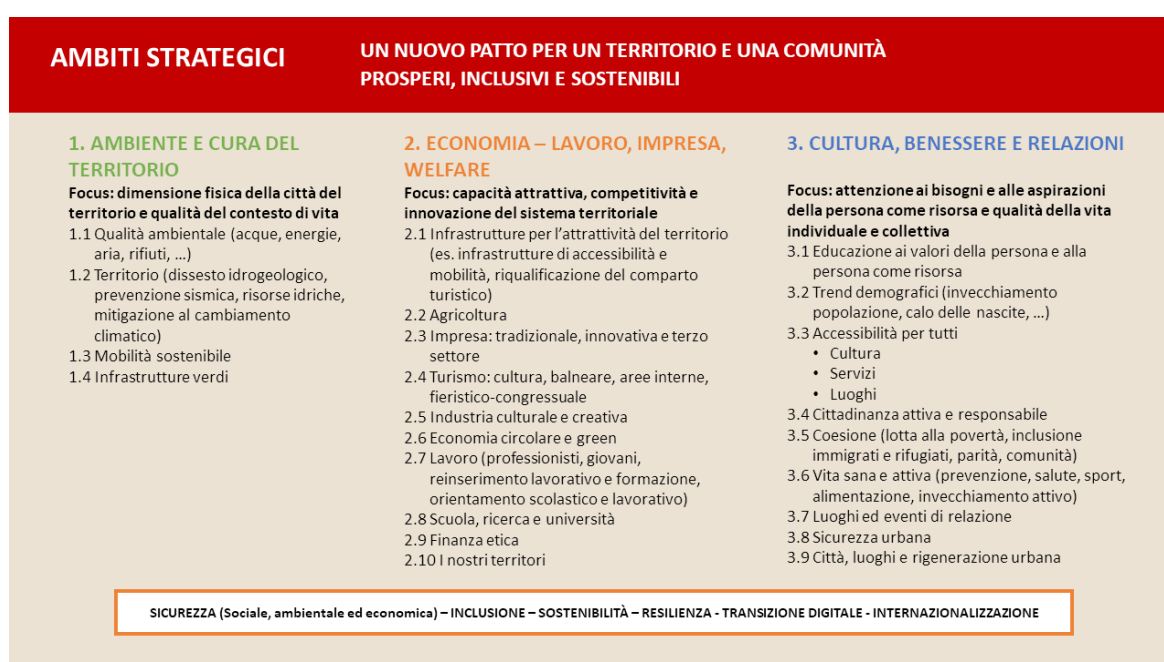 AMBITI STRATEGICI
UN NUOVO PATTO PER UN TERRITORIO E UNA COMUNITÀ
PROSPERI, INCLUSIVI E SOSTENIBILI
1. AMBIENTE E CURA DEL
TERRITORIO
Focus: dimensione fisica della città del
territorio e qualità del contesto di vita
1.1 Qualità ambientale (acque, energie,
aria, rifiuti, …)
1.2 Territorio (dissesto idrogeologico,
prevenzione sismica, risorse idriche,
mitigazione al cambiamento
climatico)
1.3 Mobilità sostenibile
1.4 Infrastrutture verdi
2. ECONOMIA – LAVORO, IMPRESA,
WELFARE
Focus: capacità attrattiva, competitività e
innovazione del sistema territoriale
2.1 Infrastrutture per l'attrattività del territorio
(es. infrastrutture di accessibilità e
mobilità, riqualificazione del comparto
turistico)
2.2 Agricoltura
2.3 Impresa: tradizionale, innovativa e terzo
settore
2.4 Turismo: cultura, balneare, aree interne,
fieristico-congressuale
2.5 Industria culturale e creativa
2.6 Economia circolare e green
2.7 Lavoro (professionisti, giovani,
reinserimento lavorativo e formazione,
orientamento scolastico e lavorativo)
2.8 Scuola, ricerca e università
2.9 Finanza etica
2.10 I nostri territori
3. CULTURA, BENESSERE E RELAZIONI
Focus: attenzione ai bisogni e alle aspirazioni
della persona come risorsa e qualità della vita
individuale e collettiva
3.1 Educazione ai valori della persona e alla
persona come risorsa
3.2 Trend demografici (invecchiamento
popolazione, calo delle nascite, …)
3.3 Accessibilità per tutti
• Cultura
• Servizi
• Luoghi
3.4 Cittadinanza attiva e responsabile
3.5 Coesione (lotta alla povertà, inclusione
immigrati e rifugiati, parità, comunità)
3.6 Vita sana e attiva (prevenzione, salute, sport,
alimentazione, invecchiamento attivo)
3.7 Luoghi ed eventi di relazione
3.8 Sicurezza urbana
3.9 Città, luoghi e rigenerazione urbana
SICUREZZA (Sociale, ambientale ed economica) – INCLUSIONE – SOSTENIBILITÀ – RESILIENZA - TRANSIZIONE DIGITALE - INTERNAZIONALIZZAZIONE